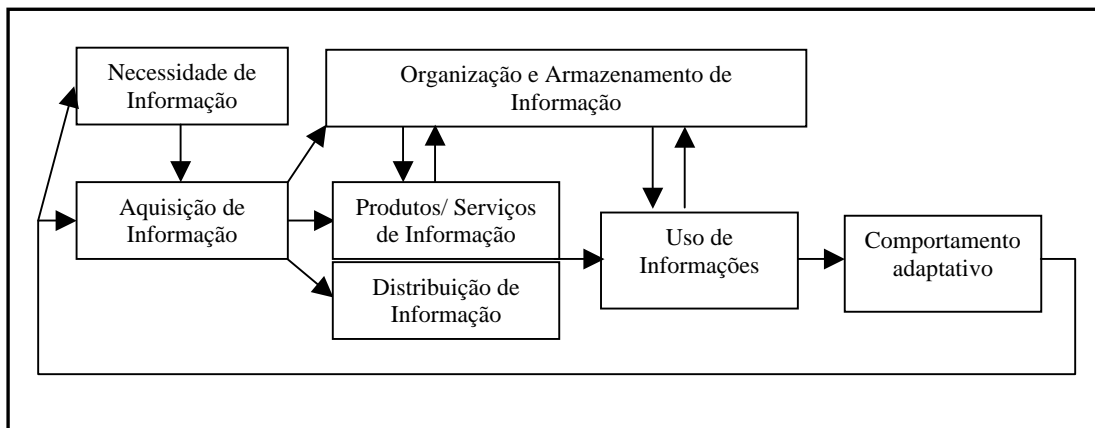 Necessidade de
Informação
Organização e Armazenamento de
Informação
Aquisição de
Informação
Produtos/ Serviços
de Informação
Distribuição de
Informação
Uso de
Informações
Comportamento
adaptativo